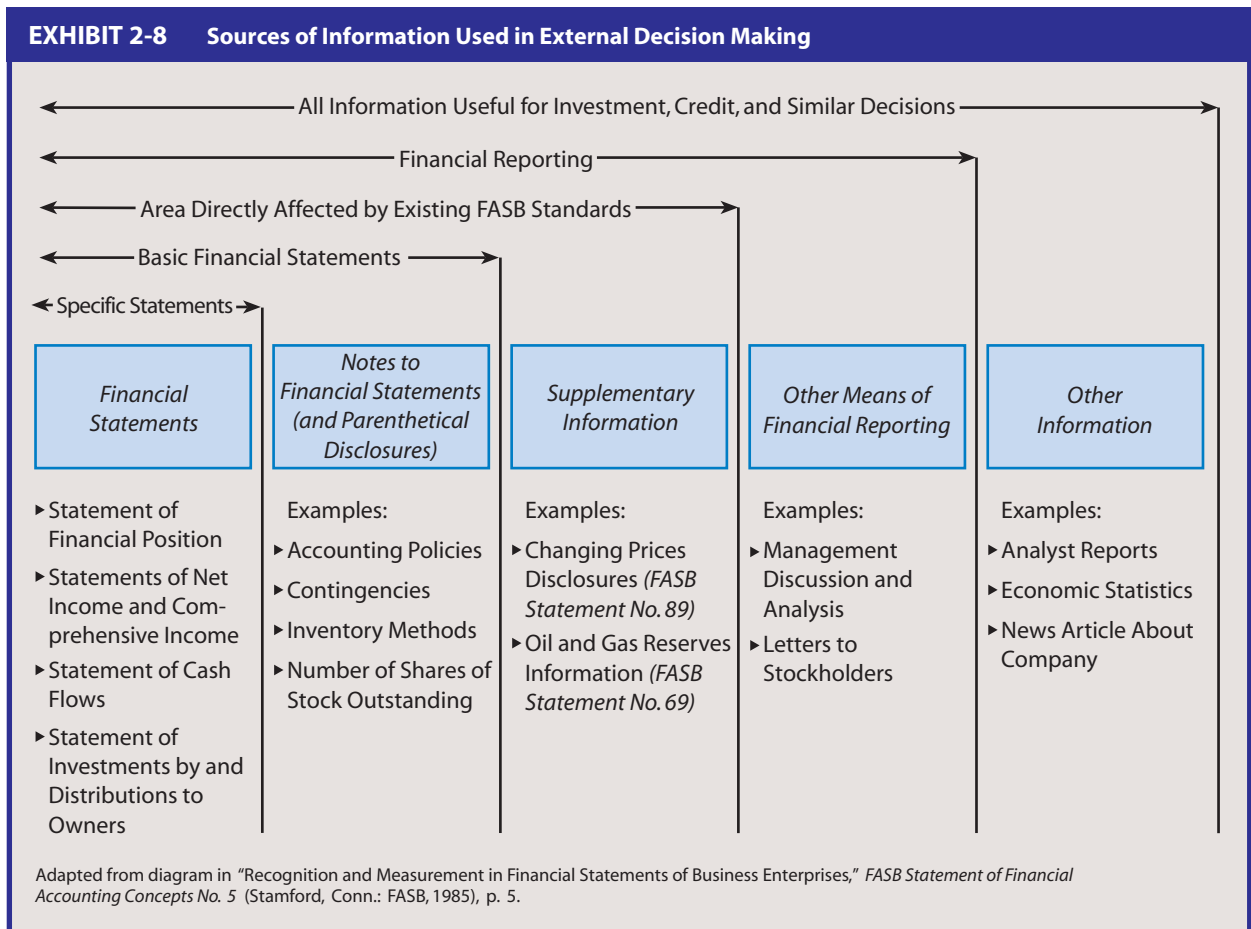 EXHIBIT 2-8 Sources of Information Used in External Decision Making
All Information Useful for Investment, Credit, and Similar Decisions
Financial Reporting
Area Directly Affected by Existing FASB Standards
Basic Financial Statements
Specific Statements
Financial
Statements
Notes to
Financial Statements
(and Parenthetical
Disclosures)
Supplementary
Information
Other Means of
Financial Reporting
Other
Information
Statement of
Financial Position
Statements of Net
Income and Com-
prehensive Income
Statement of Cash
Flows
Statement of
Investments by and
Distributions to
Owners
Examples:
Accounting Policies
Contingencies
Inventory Methods
Number of Shares of
Stock Outstanding
Examples:
Changing Prices
Disclosures (FASB
Statement No. 89)
Oil and Gas Reserves
Information (FASB
Statement No. 69)
Examples:
Management
Discussion and
Analysis
Letters to
Stockholders
Examples:
Analyst Reports
Economic Statistics
News Article About
Company
Adapted from diagram in "Recognition and Measurement in Financial Statements of Business Enterprises," FASB Statement of Financial
Accounting Concepts No. 5 (Stamford, Conn.: FASB, 1985), p. 5.